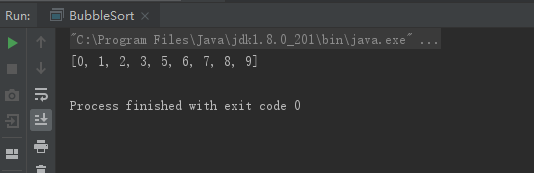 Run: BubbleSort
"C:\Program Files\Java\jdk1.8.0_201\bin\java.exe" ...
[0, 1, 2, 3, 5, 6, 7, 8, 9]
Process finished with exit code 0